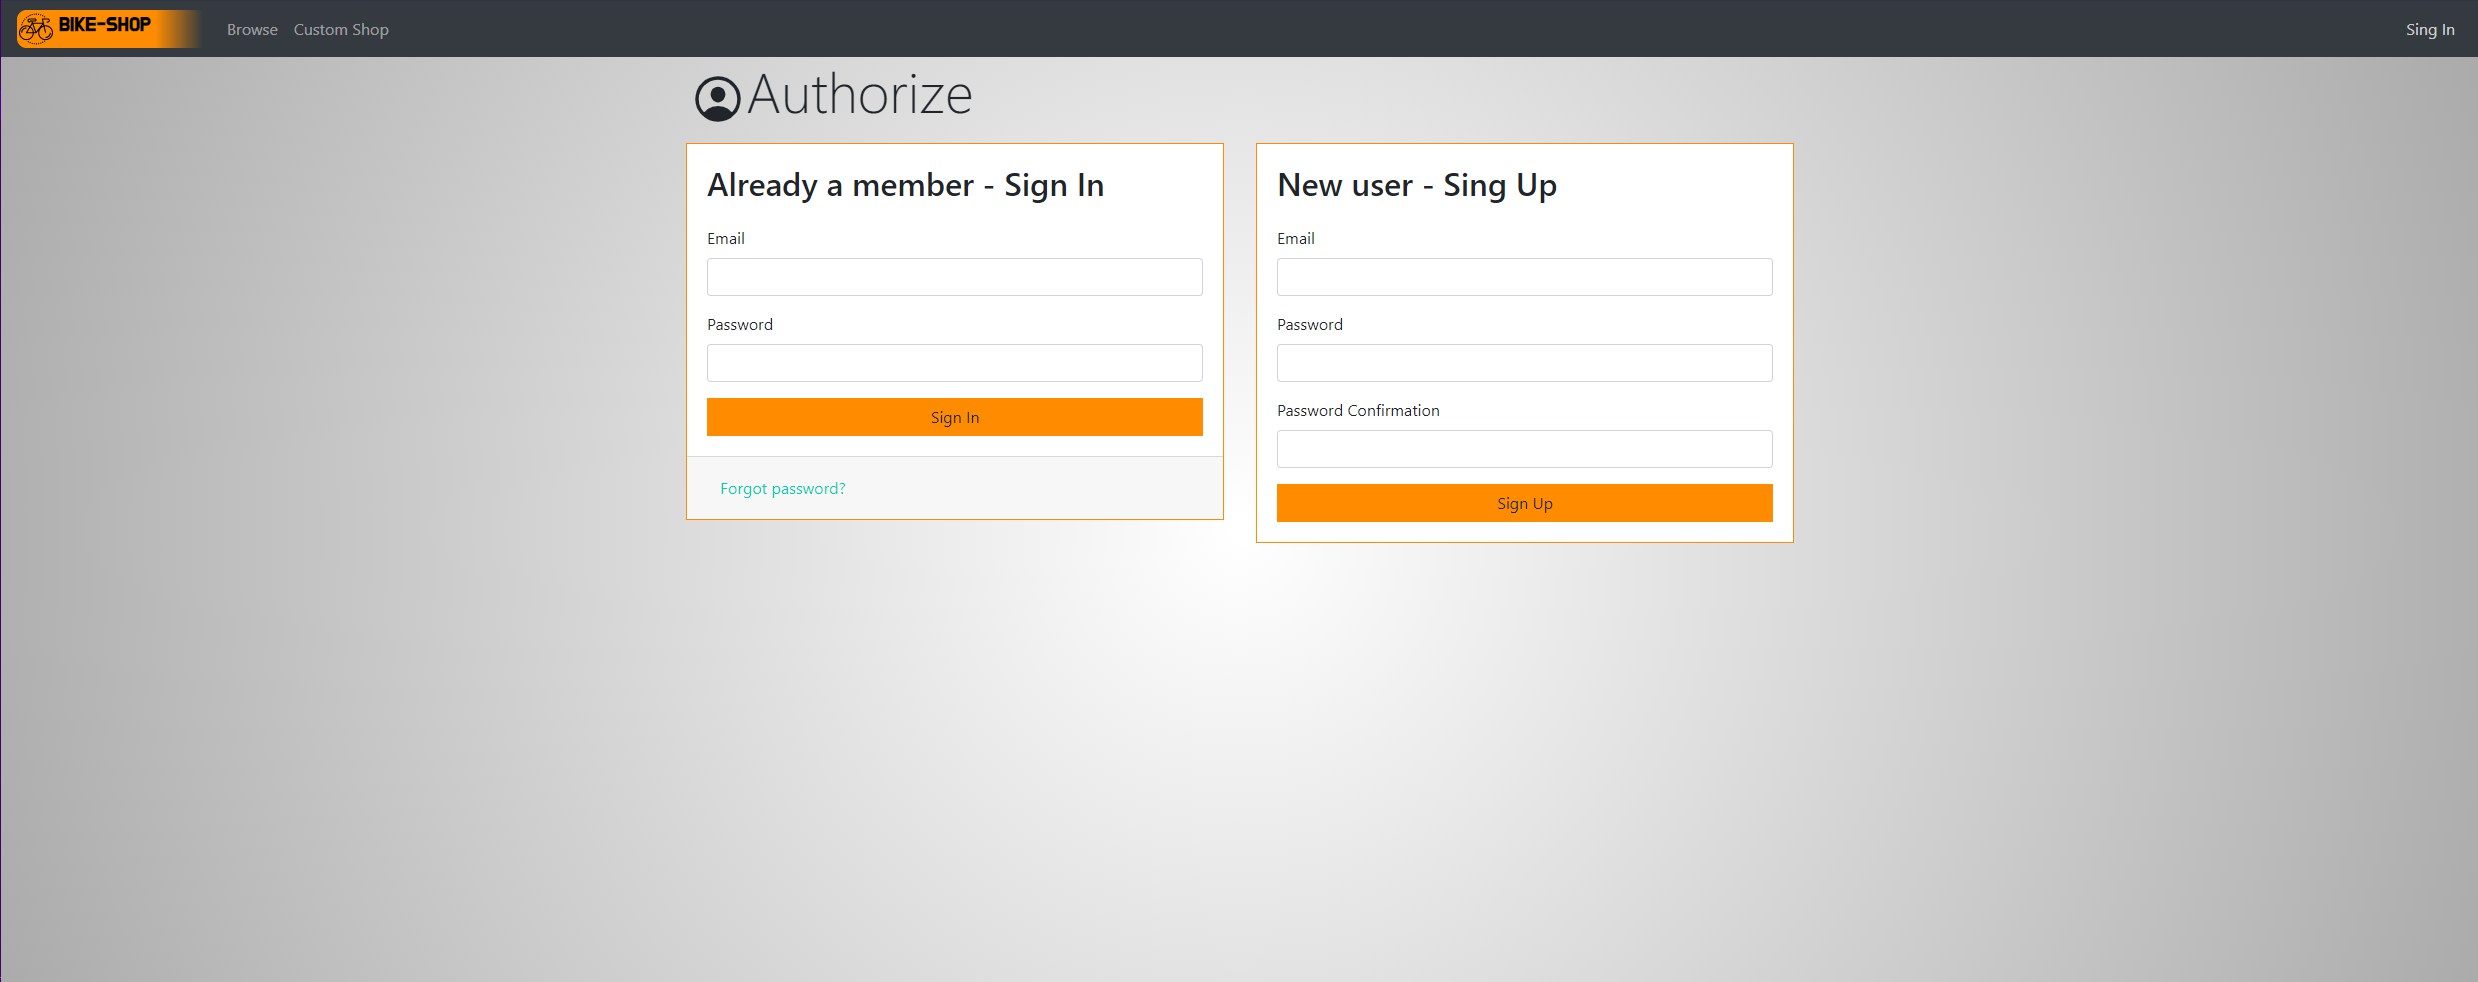 BIKE-SHOP
Browse
Custom Shop
Sing In
Authorize
Already a member - Sign In
Email
Password
Sign In
Forgot password?
New user - Sing Up
Email
Password
Password Confirmation
Sign Up